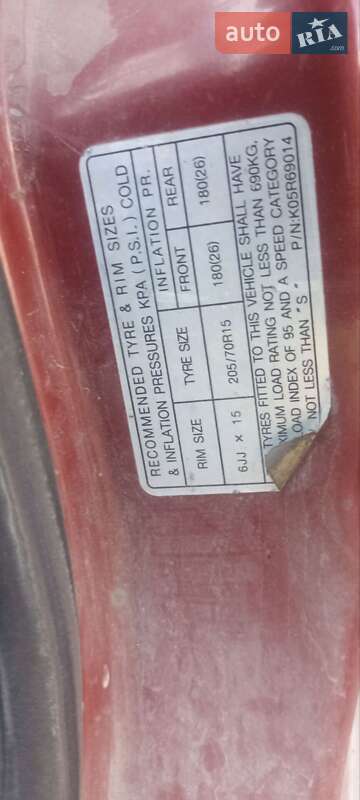 auto RIA .com
RECOMMENDED TYRE & RIM SIZES
& INFLATION PRESSURES KPA (P.S.I.) COLD
RIM SIZE TYRE SIZE INFLATION PR.
FRONT REAR
6JJ × 15 205/70R15 180(26) 180(26)
TYRES FITTED TO THIS VEHICLE SHALL HAVE
XIMUM LOAD RATING NOT LESS THAN 690KG,
LOAD INDEX OF 95 AND A SPEED CATEGORY
NOT LESS THAN "S" P/N:K05R69014